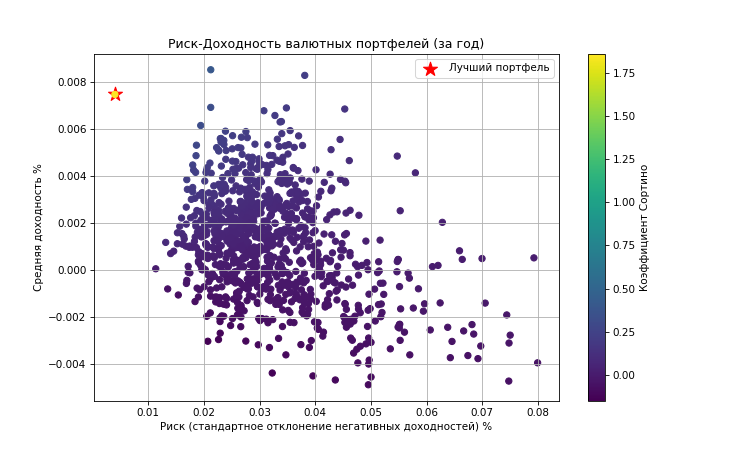 Риск-Доходность валютных портфелей (за год)
Лучший портфель
0.008
0.006
0.004
0.002
0.000
−0.002
−0.004
Средняя доходность %
0.01 0.02 0.03 0.04 0.05 0.06 0.07 0.08
Риск (стандартное отклонение негативных доходностей) %
1.75
1.50
1.25
1.00
0.75
0.50
0.25
0.00
Коэффициент Сортино